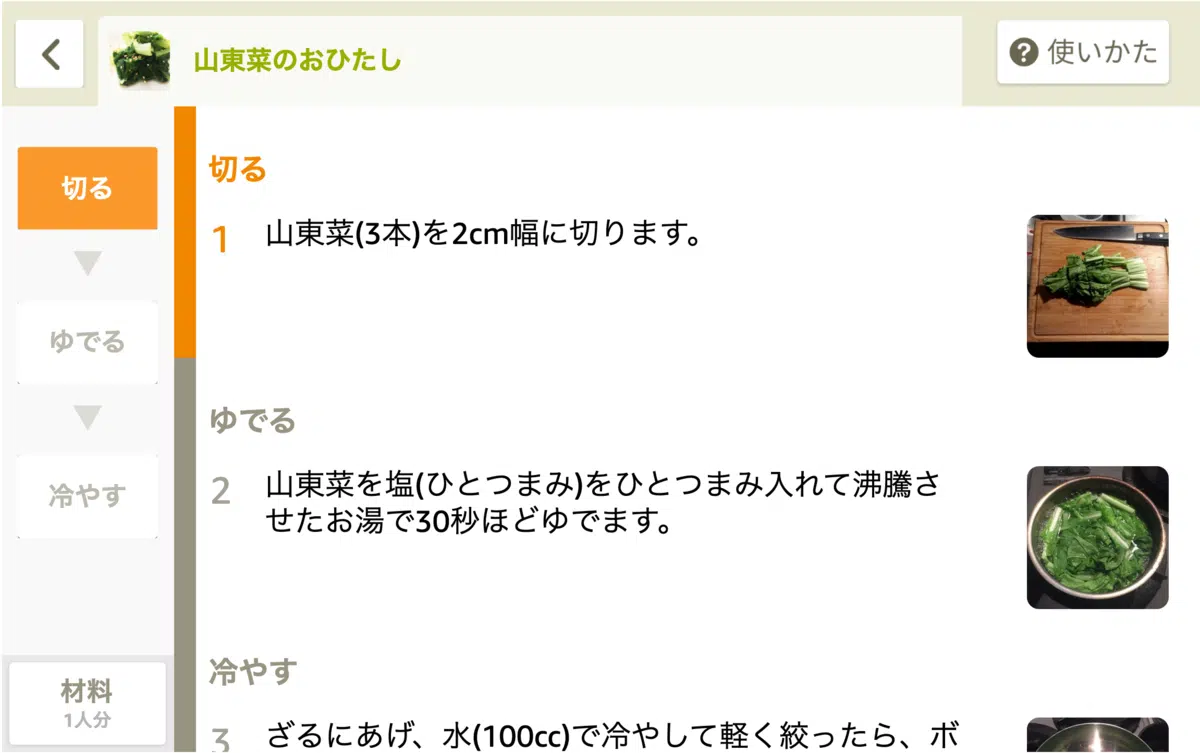 山東菜のおひたし
使いかた
切る
ゆでる
冷やす
材料
1人分
切る
1 山東菜(3本)を2cm幅に切ります。
ゆでる
2 山東菜を塩(ひとつまみ)をひとつまみ入れて沸騰さ
せたお湯で30秒ほどゆでます。
冷やす
3 ざるにあげ、水(100cc)で冷やして軽く絞ったら、ボ